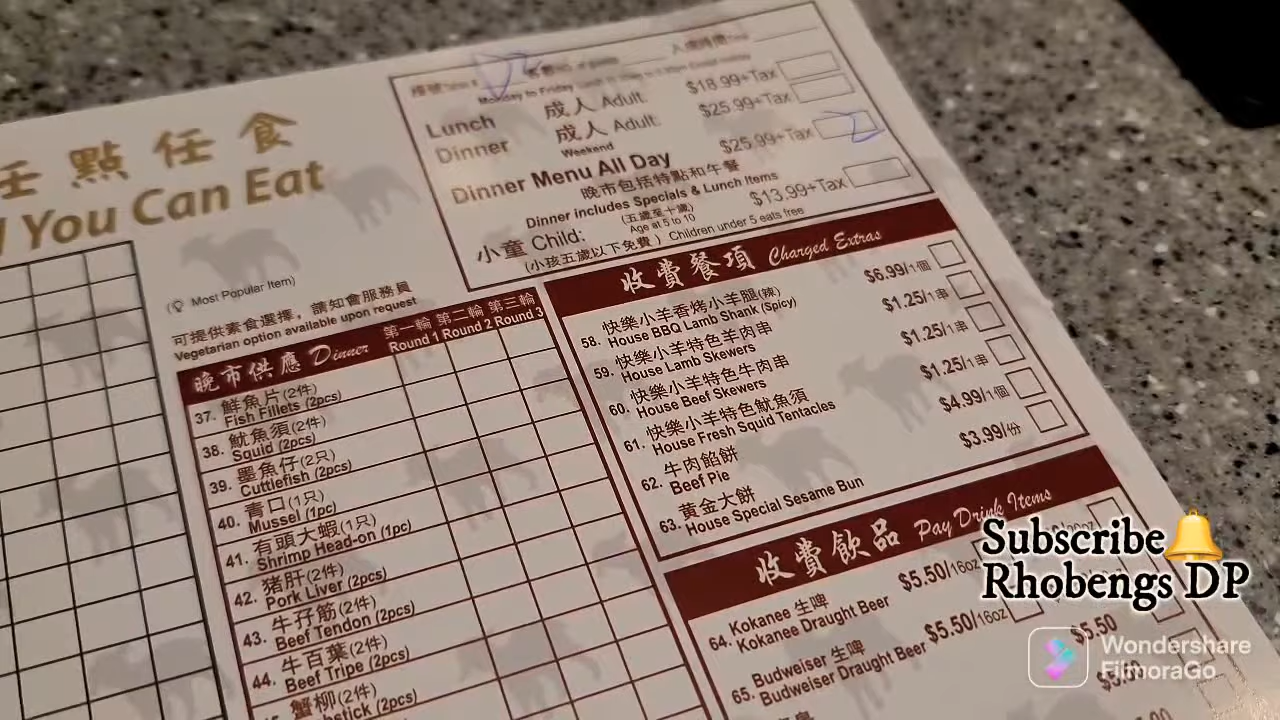 任點任食
You Can Eat
Monday to Friday
Lunch 成人 Adult: $18.99+Tax
Dinner 成人 Adult: $25.99+Tax
Weekend
Dinner Menu All Day $25.99+Tax
晚市包括特點和午餐
Dinner includes Specials & Lunch Items
小童 Child: (五歲至十歲) Age at 5 to 10 $13.99+Tax
(小孩五歲以下免費) Children under 5 eats free
( Most Popular Item)
可提供素食選擇，請知會服務員
Vegetarian option available upon request
晚市供應 Dinner 第一輪 Round 1 第二輪 Round 2 第三輪 Round 3
37. 鮮魚片(2件)
Fish Fillets (2pcs)
38. 魷魚須(2件)
Squid (2pcs)
39. 墨魚仔(2只)
Cuttlefish (2pcs)
40. 青口(1只)
Mussel (1pc)
41. 有頭大蝦(1只)
Shrimp Head-on (1pc)
42. 猪肝(2件)
Pork Liver (2pcs)
43. 牛孖筋(2件)
Beef Tendon (2pcs)
44. 牛百葉(2件)
Beef Tripe (2pcs)
蟹柳(2件)
收費餐項 Charged Extras
58. 快樂小羊香烤小羊腿(辣) $6.99/1個
House BBQ Lamb Shank (Spicy)
59. 快樂小羊特色羊肉串 $1.25/1串
House Lamb Skewers
60. 快樂小羊特色牛肉串 $1.25/1串
House Beef Skewers
61. 快樂小羊特色魷魚須 $1.25/1串
House Fresh Squid Tentacles
62. 牛肉餡餅 $4.99/1個
Beef Pie
63. 黃金大餅 $3.99/份
House Special Sesame Bun
收費飲品 Pay Drink Items
64. Kokanee 生啤 $5.50/16oz
Kokanee Draught Beer
65. Budweiser 生啤 $5.50/16oz
Budweiser Draught Beer
$5.50
Subscribe
Rhobengs DP
Wondershare
FilmoraGo